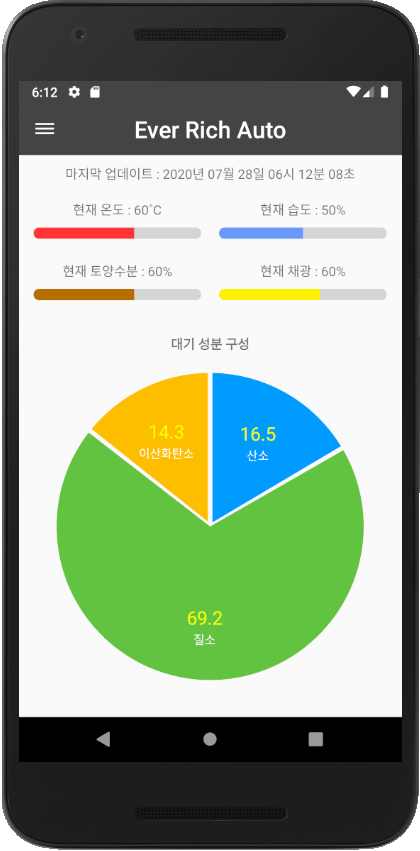 6:12
Ever Rich Auto
마지막 업데이트 : 2020년 07월 28일 06시 12분 08초
현재 온도 : 60˚C
현재 습도 : 50%
현재 토양수분 : 60%
현재 채광 : 60%
대기 성분 구성
14.3
이산화탄소
16.5
산소
69.2
질소